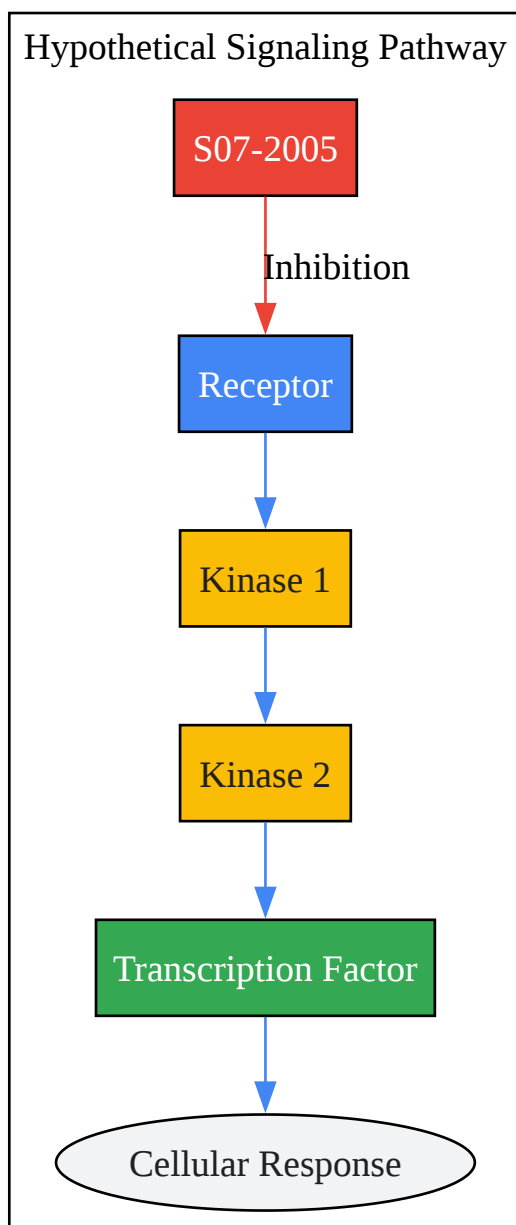 Hypothetical Signaling Pathway
S07-2005
Inhibition
Receptor
Kinase 1
Kinase 2
Transcription Factor
Cellular Response